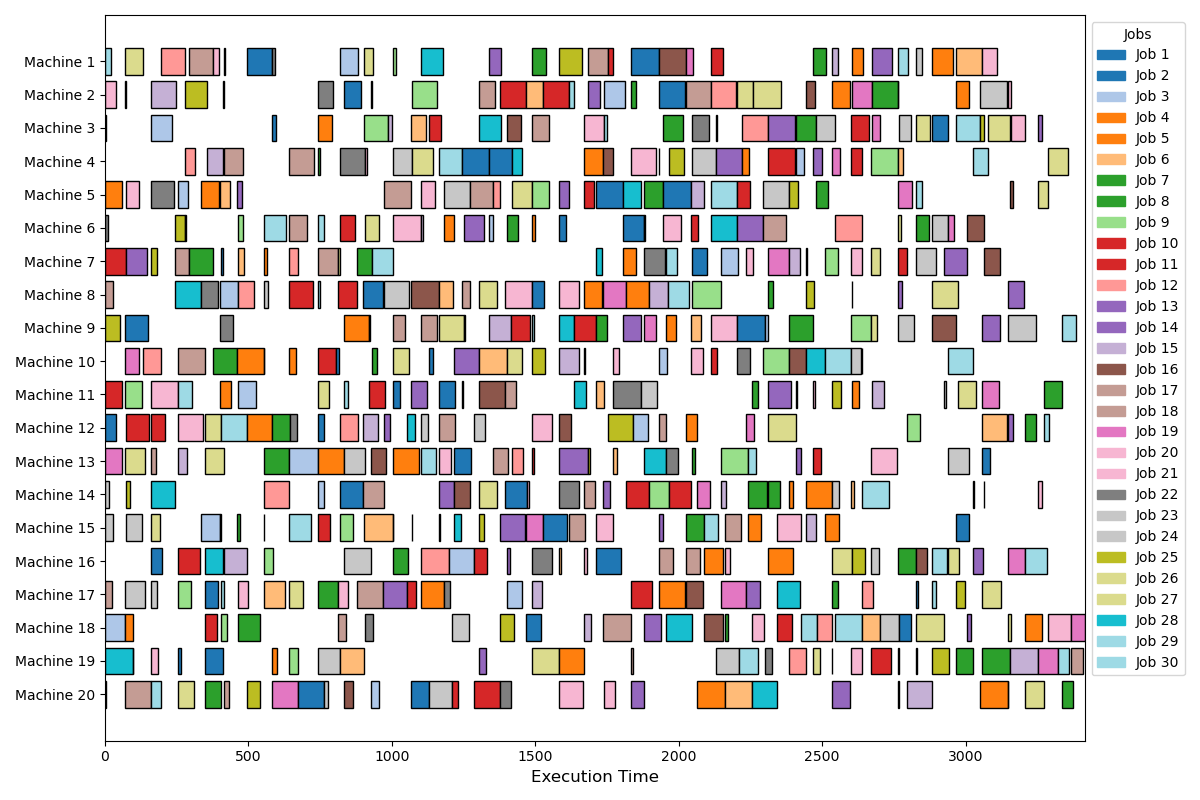 Machine 1
Machine 2
Machine 3
Machine 4
Machine 5
Machine 6
Machine 7
Machine 8
Machine 9
Machine 10
Machine 11
Machine 12
Machine 13
Machine 14
Machine 15
Machine 16
Machine 17
Machine 18
Machine 19
Machine 20
0 500 1000 1500 2000 2500 3000
Execution Time
Jobs
Job 1
Job 2
Job 3
Job 4
Job 5
Job 6
Job 7
Job 8
Job 9
Job 10
Job 11
Job 12
Job 13
Job 14
Job 15
Job 16
Job 17
Job 18
Job 19
Job 20
Job 21
Job 22
Job 23
Job 24
Job 25
Job 26
Job 27
Job 28
Job 29
Job 30